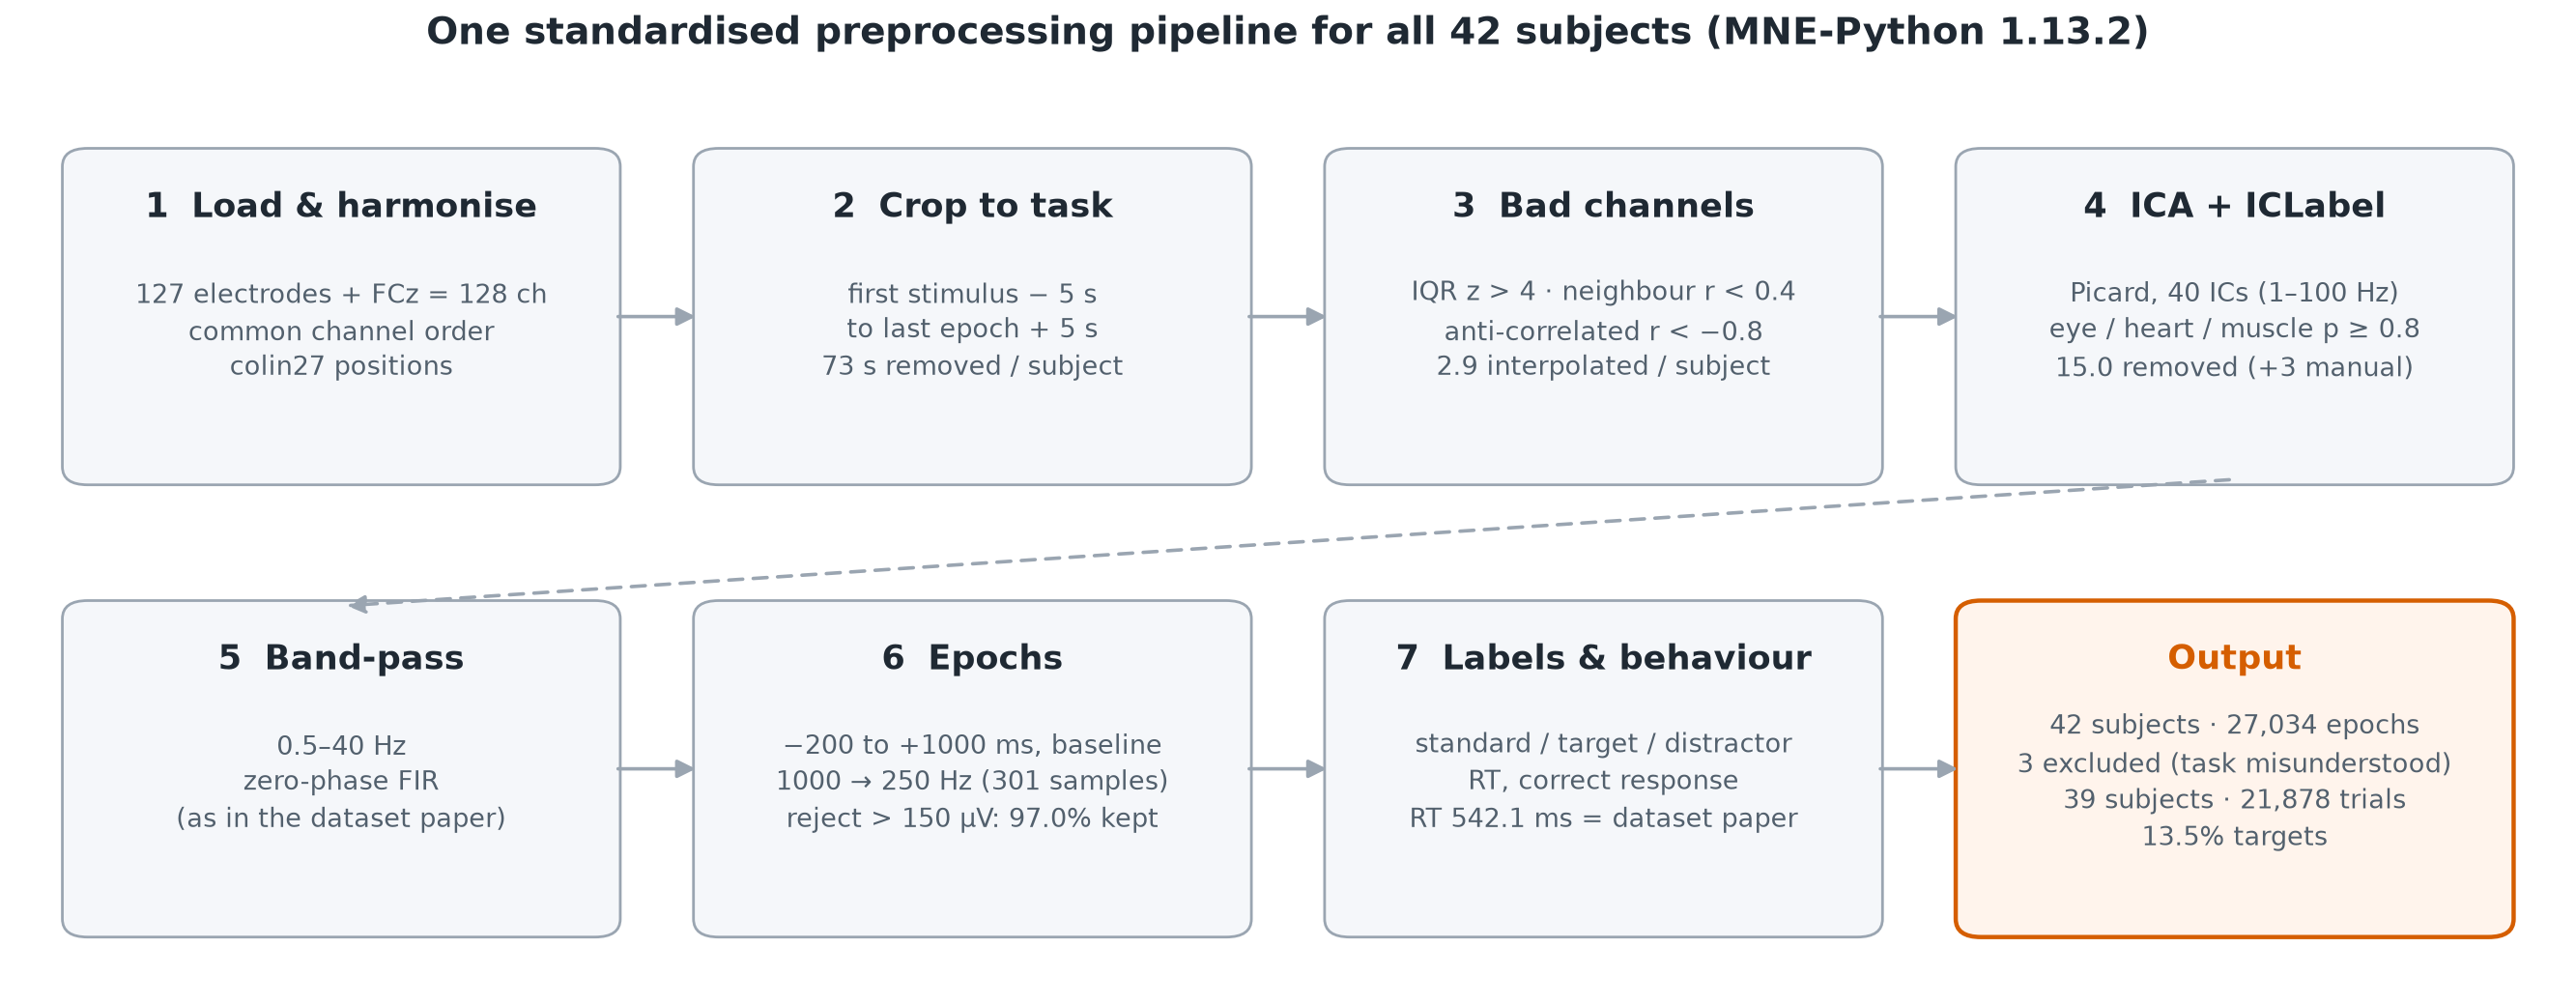 One standardised preprocessing pipeline for all 42 subjects (MNE-Python 1.13.2)
1 Load & harmonise
127 electrodes + FCz = 128 ch
common channel order
colin27 positions
2 Crop to task
first stimulus − 5 s
to last epoch + 5 s
73 s removed / subject
3 Bad channels
IQR z > 4 · neighbour r < 0.4
anti-correlated r < −0.8
2.9 interpolated / subject
4 ICA + ICLabel
Picard, 40 ICs (1–100 Hz)
eye / heart / muscle p ≥ 0.8
15.0 removed (+3 manual)
5 Band-pass
0.5–40 Hz
zero-phase FIR
(as in the dataset paper)
6 Epochs
−200 to +1000 ms, baseline
1000 → 250 Hz (301 samples)
reject > 150 µV: 97.0% kept
7 Labels & behaviour
standard / target / distractor
RT, correct response
RT 542.1 ms = dataset paper
Output
42 subjects · 27,034 epochs
3 excluded (task misunderstood)
39 subjects · 21,878 trials
13.5% targets